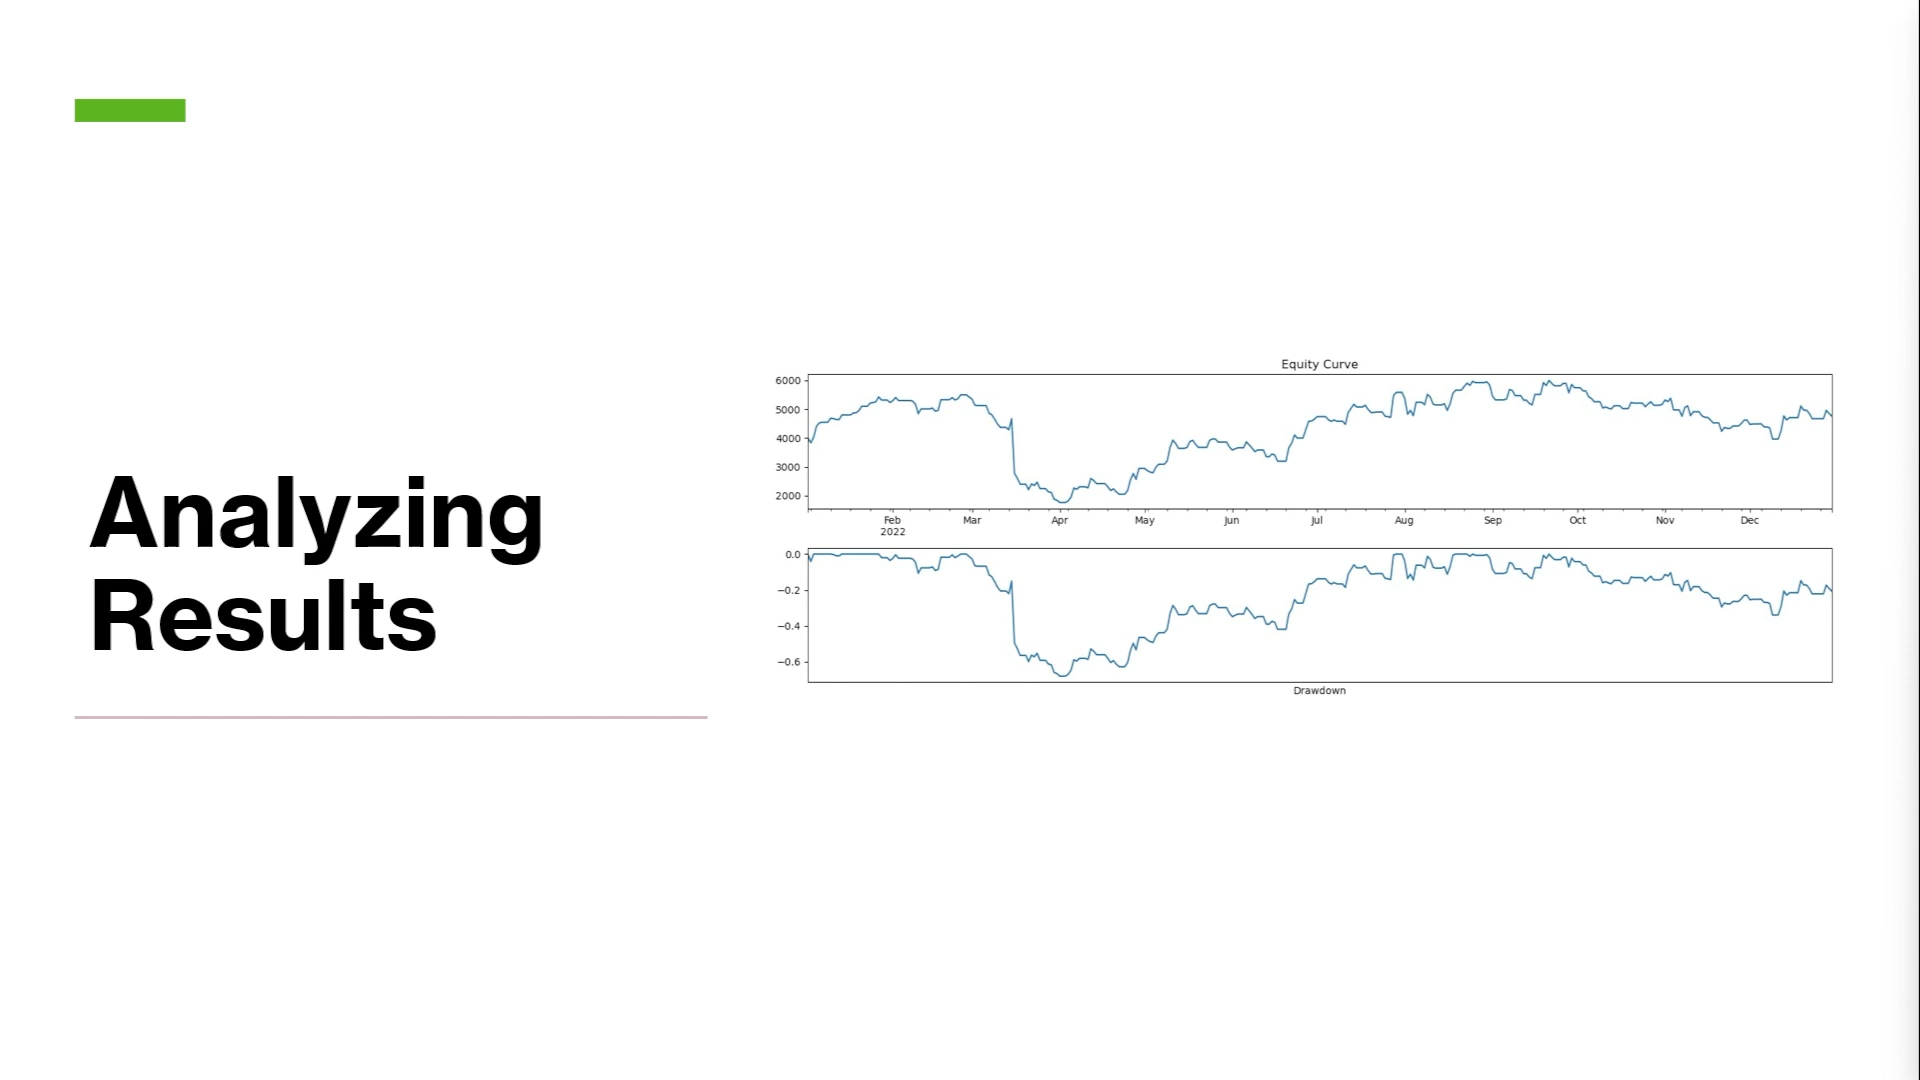 Analyzing
Results
Equity Curve
6000
5000
4000
3000
2000
Feb Mar Apr May Jun Jul Aug Sep Oct Nov Dec
2022
0.0
−0.2
−0.4
−0.6
Drawdown